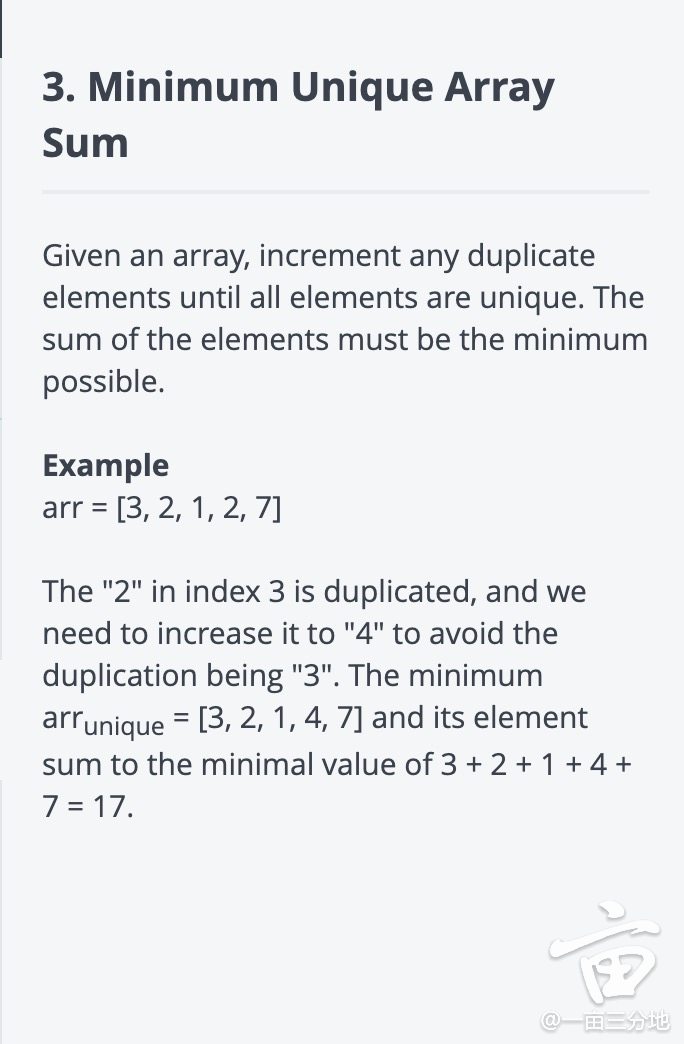 3. Minimum Unique Array
Sum
Given an array, increment any duplicate
elements until all elements are unique. The
sum of the elements must be the minimum
possible.
Example
arr = [3, 2, 1, 2, 7]
The "2" in index 3 is duplicated, and we
need to increase it to "4" to avoid the
duplication being "3". The minimum
arrunique = [3, 2, 1, 4, 7] and its element
sum to the minimal value of 3 + 2 + 1 + 4 +
7 = 17.
亩
@一亩三分地